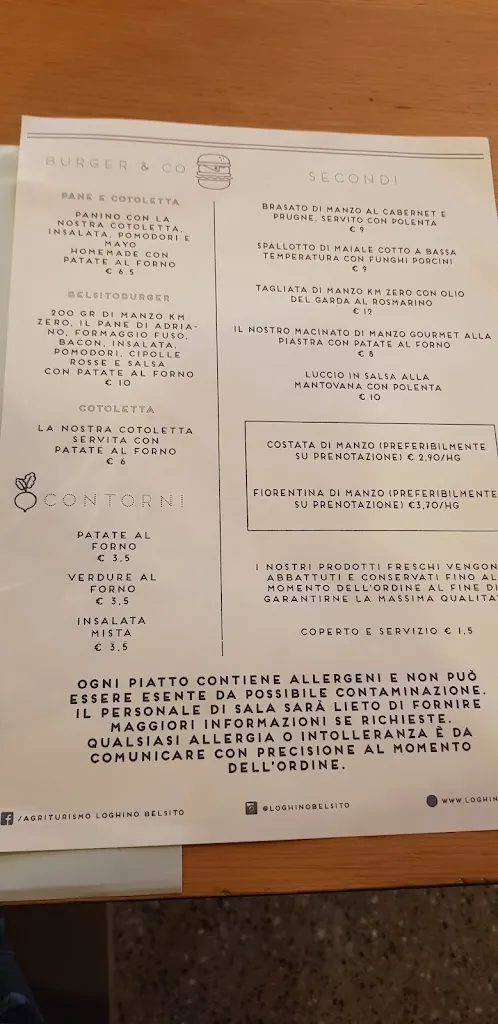 BURGER & CO
PANE E COTOLETTA
PANINO CON LA
NOSTRA COTOLETTA,
INSALATA, POMODORI E
MAYO
HOMEMADE CON
PATATE AL FORNO
€ 6.5
BELSITOBURGER
200 GR DI MANZO KM
ZERO, IL PANE DI ADRIA-
NO, FORMAGGIO FUSO,
BACON, INSALATA,
POMODORI, CIPOLLE
ROSSE E SALSA
CON PATATE AL FORNO
€ 10
COTOLETTA
LA NOSTRA COTOLETTA
SERVITA CON
PATATE AL FORNO
€ 6
CONTORNI
PATATE AL
FORNO
€ 3.5
VERDURE AL
FORNO
€ 3,5
INSALATA
MISTA
€ 3,5
SECONDI
BRASATO DI MANZO AL CABERNET E
PRUGNE, SERVITO CON POLENTA
€ 9
SPALLOTTO DI MAIALE COTTO A BASSA
TEMPERATURA CON FUNGHI PORCINI
€ 9
TAGLIATA DI MANZO KM ZERO CON OLIO
DEL GARDA AL ROSMARINO
€ 12
IL NOSTRO MACINATO DI MANZO GOURMET ALLA
PIASTRA CON PATATE AL FORNO
€ 8
LUCCIO IN SALSA ALLA
MANTOVANA CON POLENTA
€ 10
COSTATA DI MANZO (PREFERIBILMENTE
SU PRENOTAZIONE) € 2,90/HG
FIORENTINA DI MANZO (PREFERIBILMENTE
SU PRENOTAZIONE) €3,70/HG
I NOSTRI PRODOTTI FRESCHI VENGON
ABBATTUTI E CONSERVATI FINO AL
MOMENTO DELL'ORDINE AL FINE DI
GARANTIRNE LA MASSIMA QUALITA'
COPERTO E SERVIZIO € 1,5
OGNI PIATTO CONTIENE ALLERGENI E NON PUÒ
ESSERE ESENTE DA POSSIBILE CONTAMINAZIONE.
IL PERSONALE DI SALA SARÀ LIETO DI FORNIRE
MAGGIORI INFORMAZIONI SE RICHIESTE.
QUALSIASI ALLERGIA O INTOLLERANZA È DA
COMUNICARE CON PRECISIONE AL MOMENTO
DELL'ORDINE.
/AGRITURISMO LOGHINO BELSITO
@LOGHINOBELSITO
WWW.LOGHIN